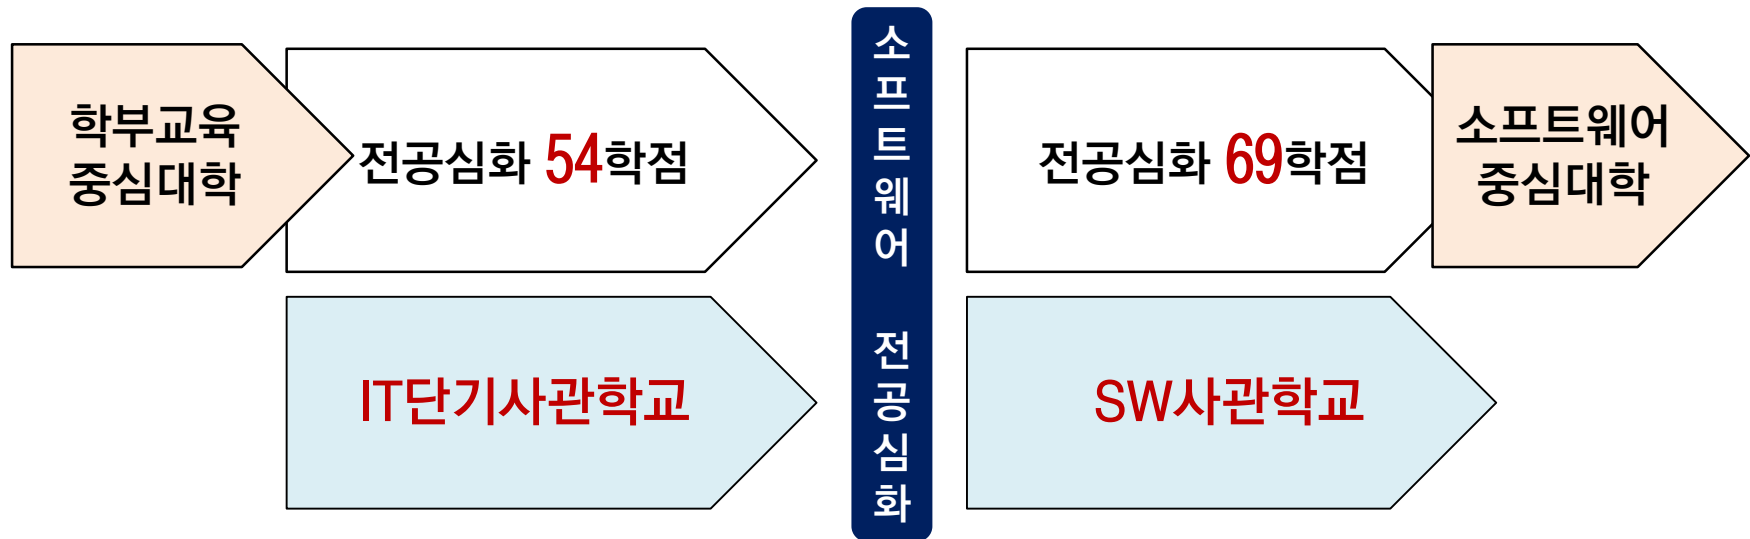 학부교육
중심대학
전공심화 54학점
IT단기사관학교
소프트웨어 전공심화
전공심화 69학점
SW사관학교
소프트웨어
중심대학